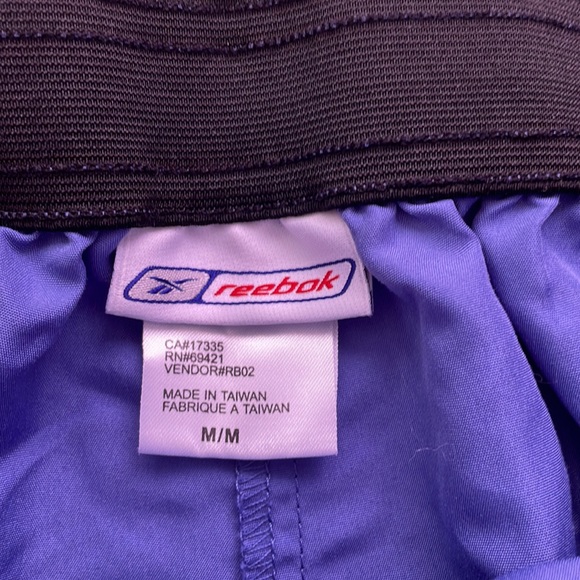 reebok
CA#17335
RN#69421
VENDOR#RB02
MADE IN TAIWAN
FABRIQUE A TAIWAN
M/M